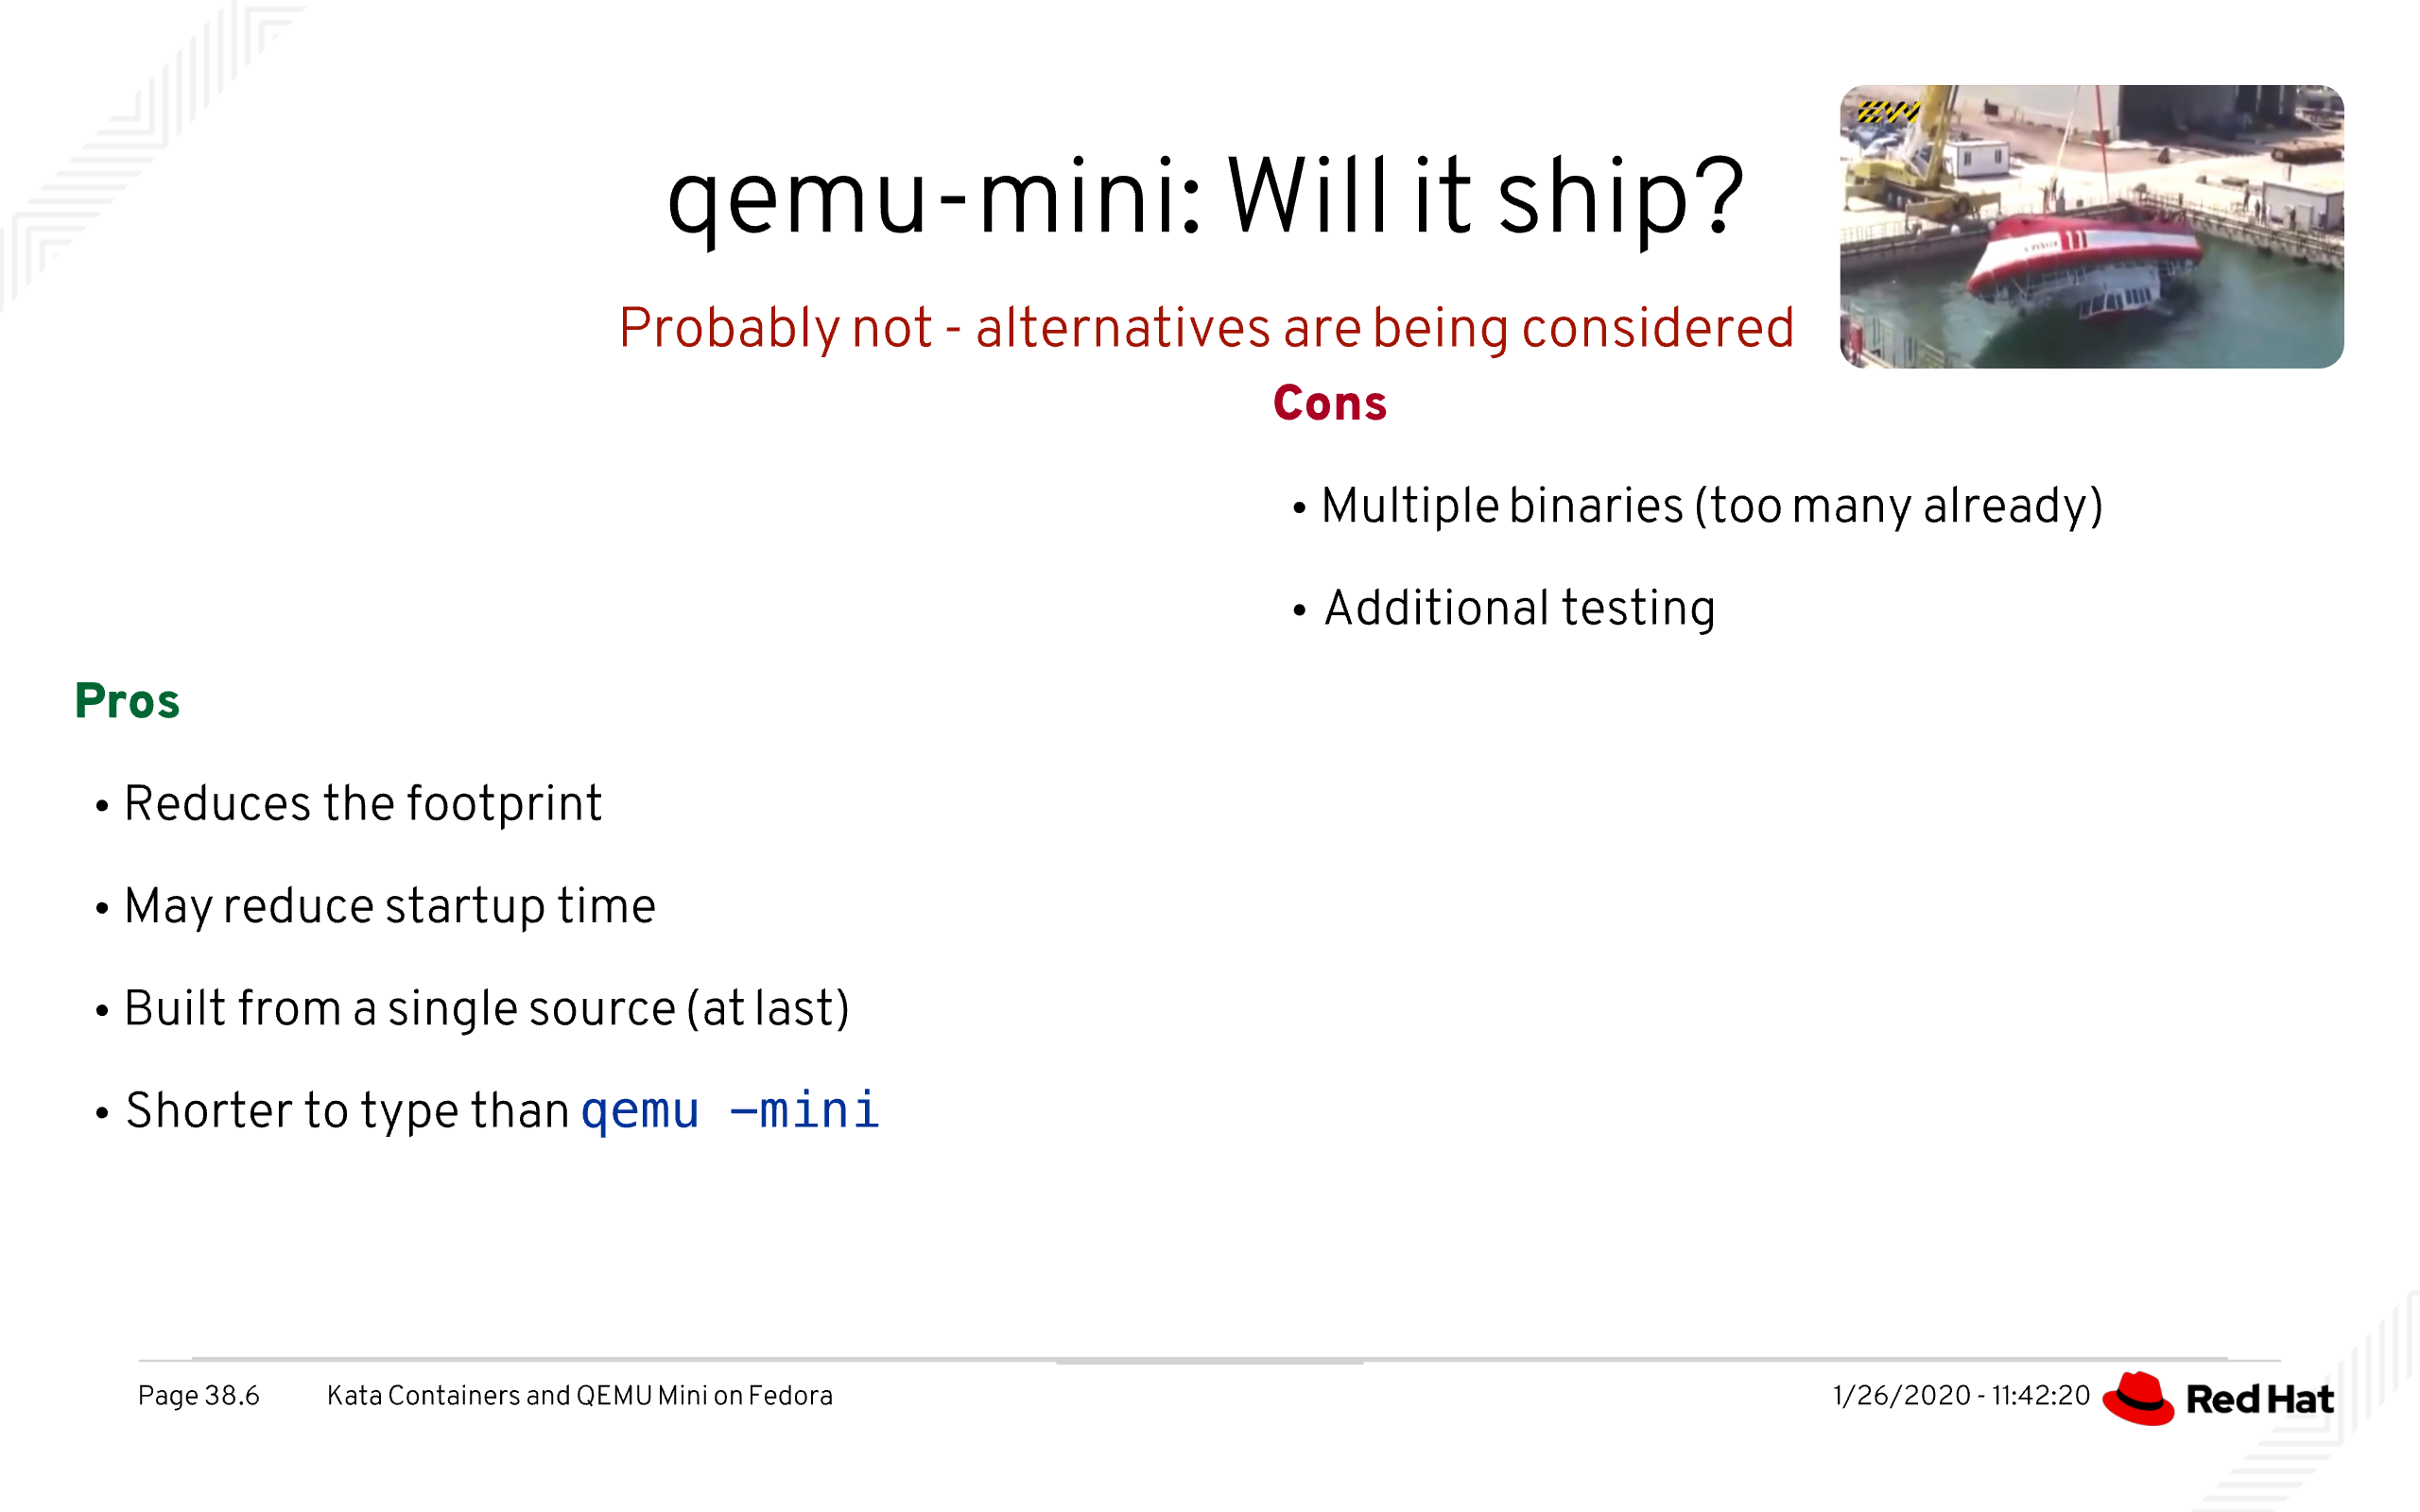 qemu-mini: Will it ship?
Probably not - alternatives are being considered
Cons
• Multiple binaries (too many already)
• Additional testing
Pros
• Reduces the footprint
• May reduce startup time
• Built from a single source (at last)
• Shorter to type than qemu -mini
Page 38.6
Kata Containers and QEMU Mini on Fedora
1/26/2020 - 11:42:20
Red Hat